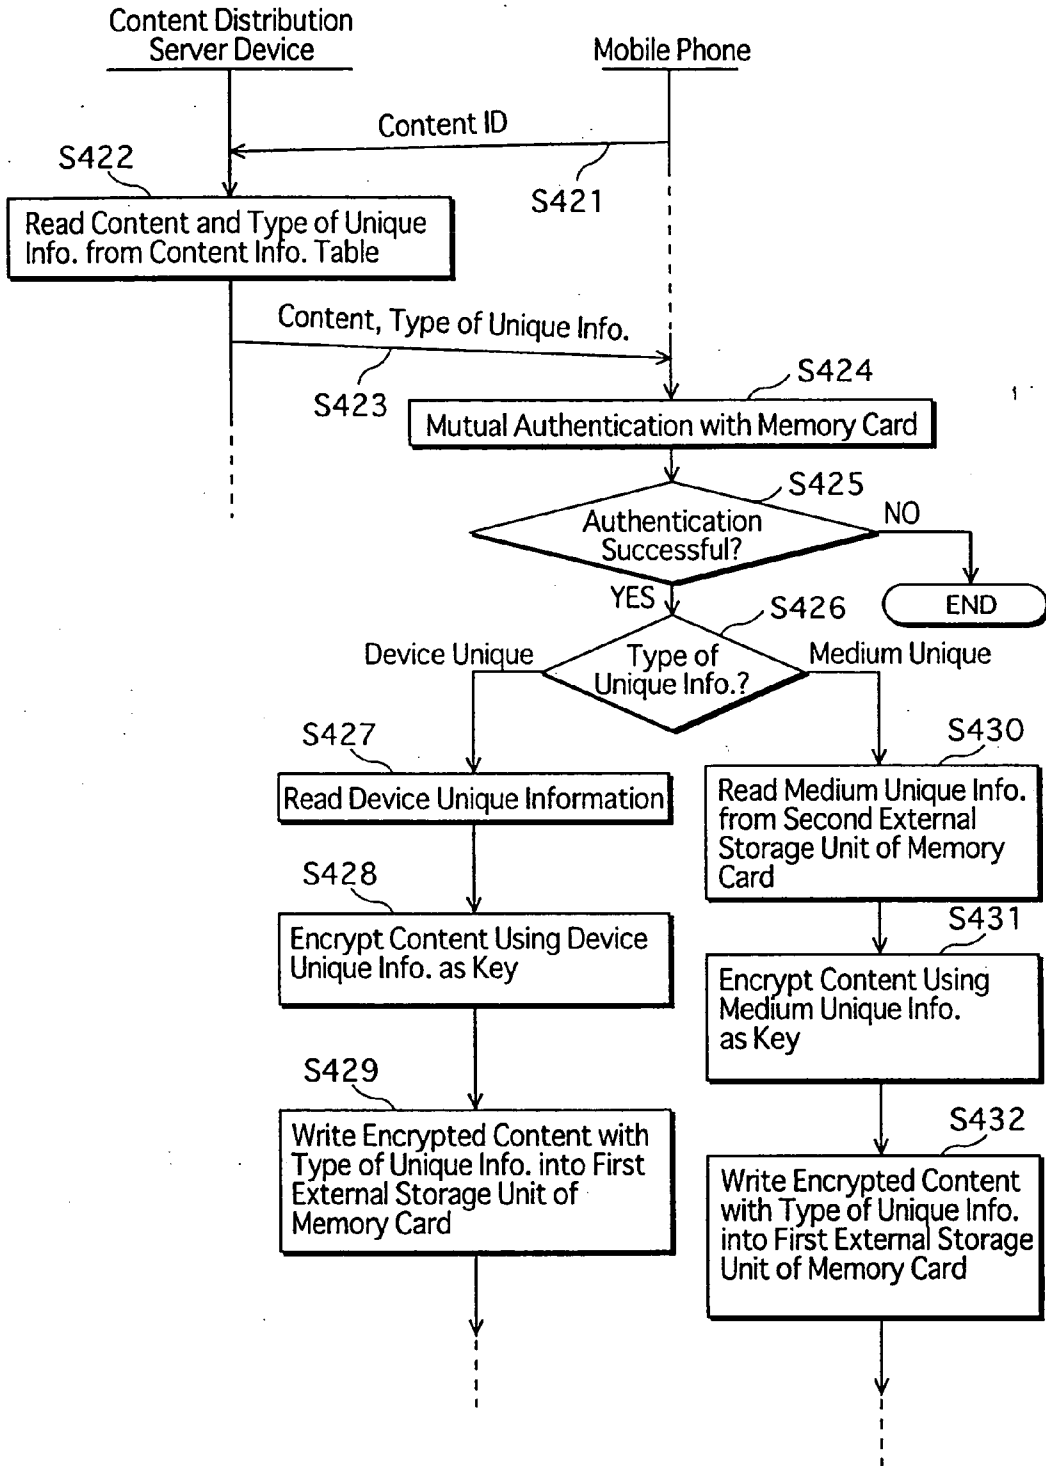 Content Distribution
Server Device
Mobile Phone
Content ID
S422
S421
Read Content and Type of Unique
Info. from Content Info. Table
Content, Type of Unique Info.
S423
S424
Mutual Authentication with Memory Card
S425
Authentication
Successful?
NO
END
YES
S426
Device Unique
Type of
Unique Info.?
Medium Unique
S427
Read Device Unique Information
S430
Read Medium Unique Info.
from Second External
Storage Unit of Memory
Card
S428
Encrypt Content Using Device
Unique Info. as Key
S431
Encrypt Content Using
Medium Unique Info.
as Key
S429
Write Encrypted Content with
Type of Unique Info. into First
External Storage Unit of
Memory Card
S432
Write Encrypted Content
with Type of Unique Info.
into First External Storage
Unit of Memory Card